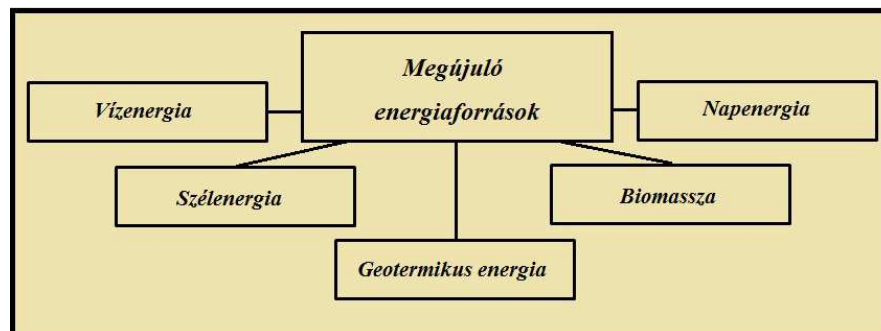 Megújuló
energiaforrások
Vízenergia
Napenergia
Szélenergia
Biomassza
Geotermikus energia